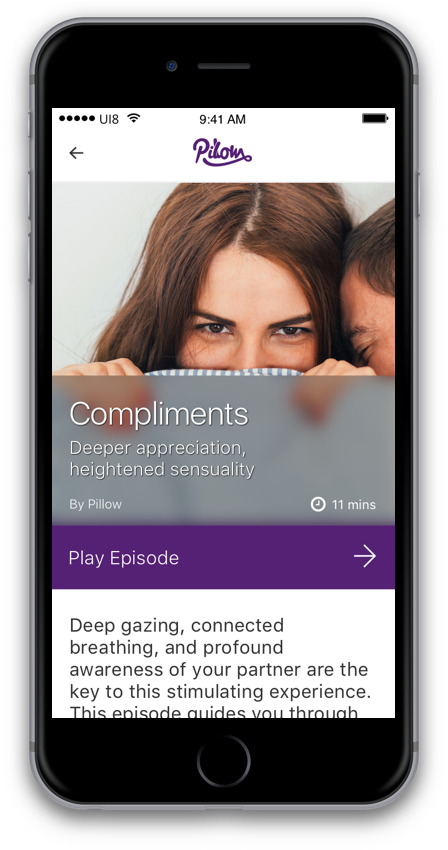 UI8 9:41 AM
Pillow
Compliments
Deeper appreciation,
heightened sensuality
By Pillow 11 mins
Play Episode
Deep gazing, connected
breathing, and profound
awareness of your partner are the
key to this stimulating experience.
This episode guides you through